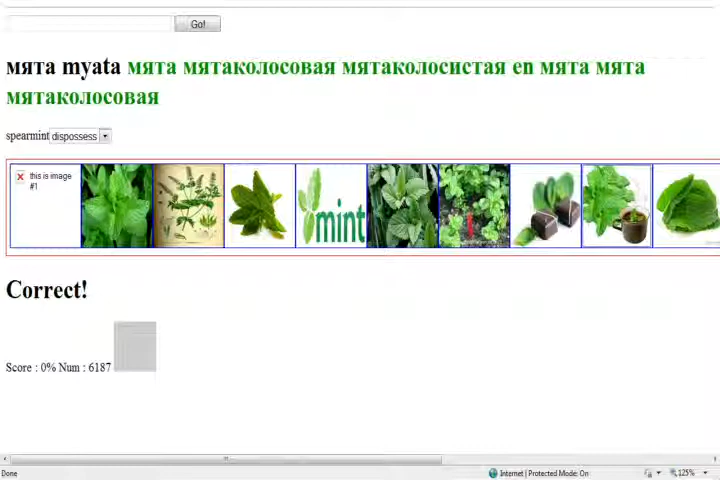 Go!
мята myata мята мятаколосовая мятаколосистая en мята мята
мятаколосовая
spearmint dispossess
this is image
#1
mint
Correct!
Score : 0% Num : 6187
Done
Internet | Protected Mode: On
125%